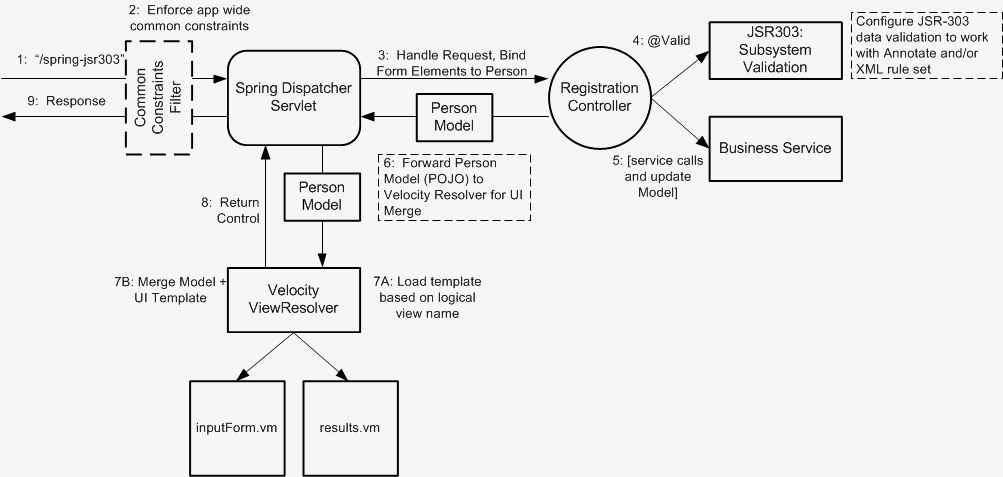 2:  Enforce app wide
common constraints
1:  “/spring-jsr303”
9:  Response
Common
Constraints
Filter
Spring Dispatcher
Servlet
3:  Handle Request, Bind
Form Elements to Person
Person
Model
Registration
Controller
4:  @Valid
JSR303:
Subsystem
Validation
Configure JSR-303
data validation to work
with Annotate and/or
XML rule set
5: [service calls
and update
Model]
Business Service
6:  Forward Person
Model (POJO) to
Velocity Resolver for UI
Merge
Person
Model
8:  Return
Control
7B: Merge Model +
UI Template
Velocity
ViewResolver
7A: Load template
based on logical
view name
inputForm.vm
results.vm